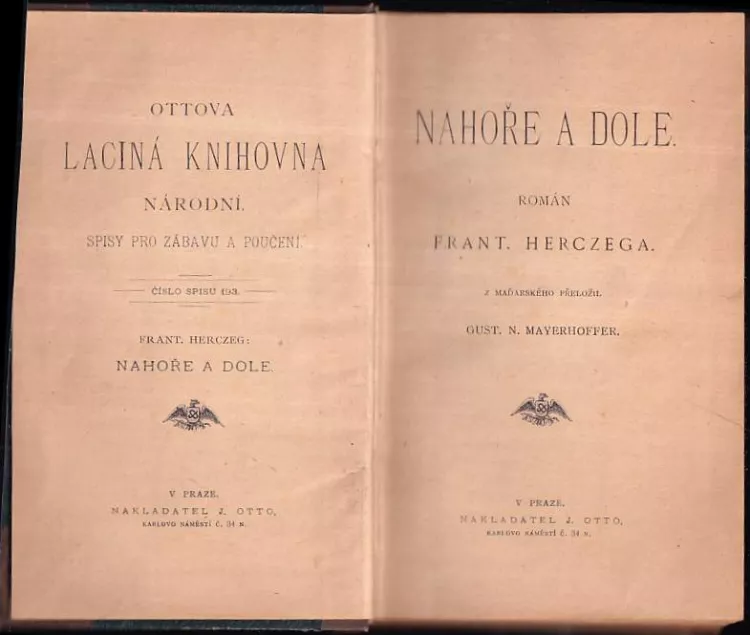 OTTOVA
LACINÁ KNIHOVNA
NÁRODNÍ.
SPISY PRO ZÁBAVU A POUČENÍ.
ČÍSLO SPISU 193.
FRANT. HERCZEG:
NAHOŘE A DOLE.
V PRAZE.
NAKLADATEL J. OTTO,
KARLOVO NÁMĚSTÍ Č. 34 N.
NAHOŘE A DOLE.
ROMÁN
FRANT. HERCZEGA.
Z MAĎARSKÉHO PŘELOŽIL
GUST. N. MAYERHOFFER.
V PRAZE.
NAKLADATEL J. OTTO,
KARLOVO NÁMĚSTÍ Č. 34 N.